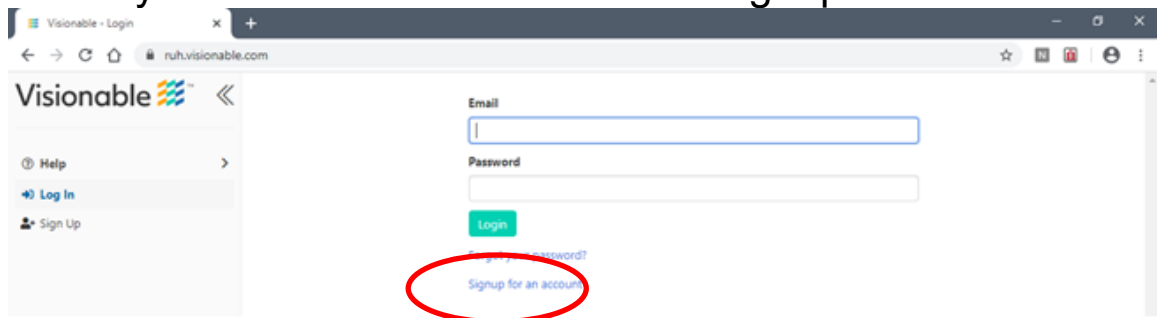 Visionable - Login
ruh.visionable.com
Visionable
Email
Help
Password
Log In
Sign Up
Login
Forgot your password?
Signup for an account